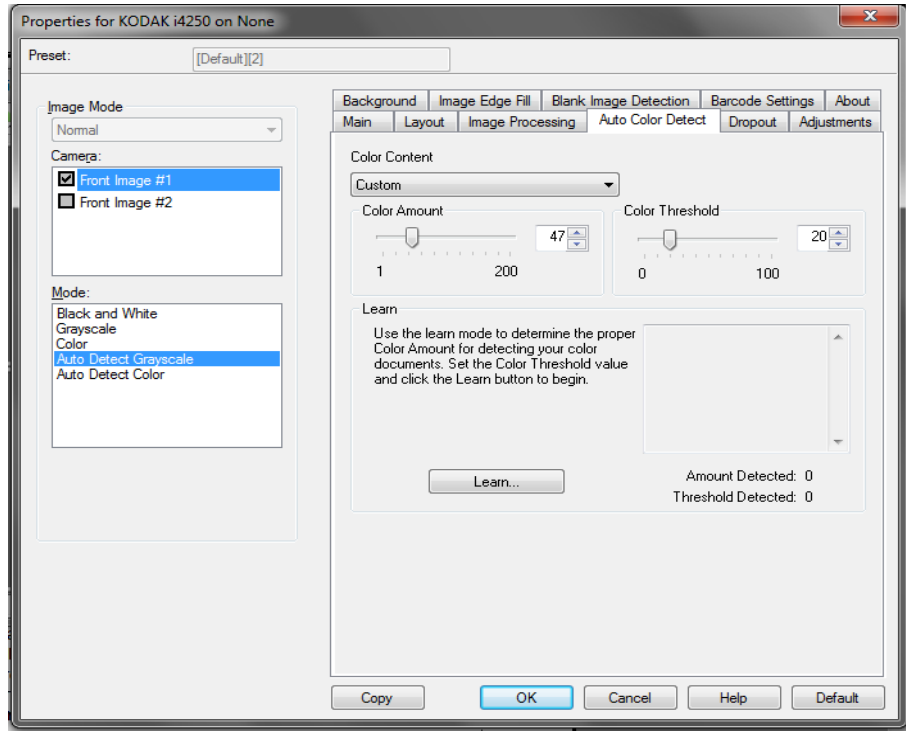 Properties for KODAK i4250 on None
Preset:
[Default][2]
Image Mode
Normal
Camera:
Front Image #1
Front Image #2
Mode:
Black and White
Grayscale
Color
Auto Detect Grayscale
Auto Detect Color
Background
Image Edge Fill
Blank Image Detection
Barcode Settings
About
Main
Layout
Image Processing
Auto Color Detect
Dropout
Adjustments
Color Content
Custom
Color Amount
47
1
200
Color Threshold
20
0
100
Learn
Use the learn mode to determine the proper
Color Amount for detecting your color
documents. Set the Color Threshold value
and click the Learn button to begin.
Learn...
Amount Detected: 0
Threshold Detected: 0
Copy
OK
Cancel
Help
Default